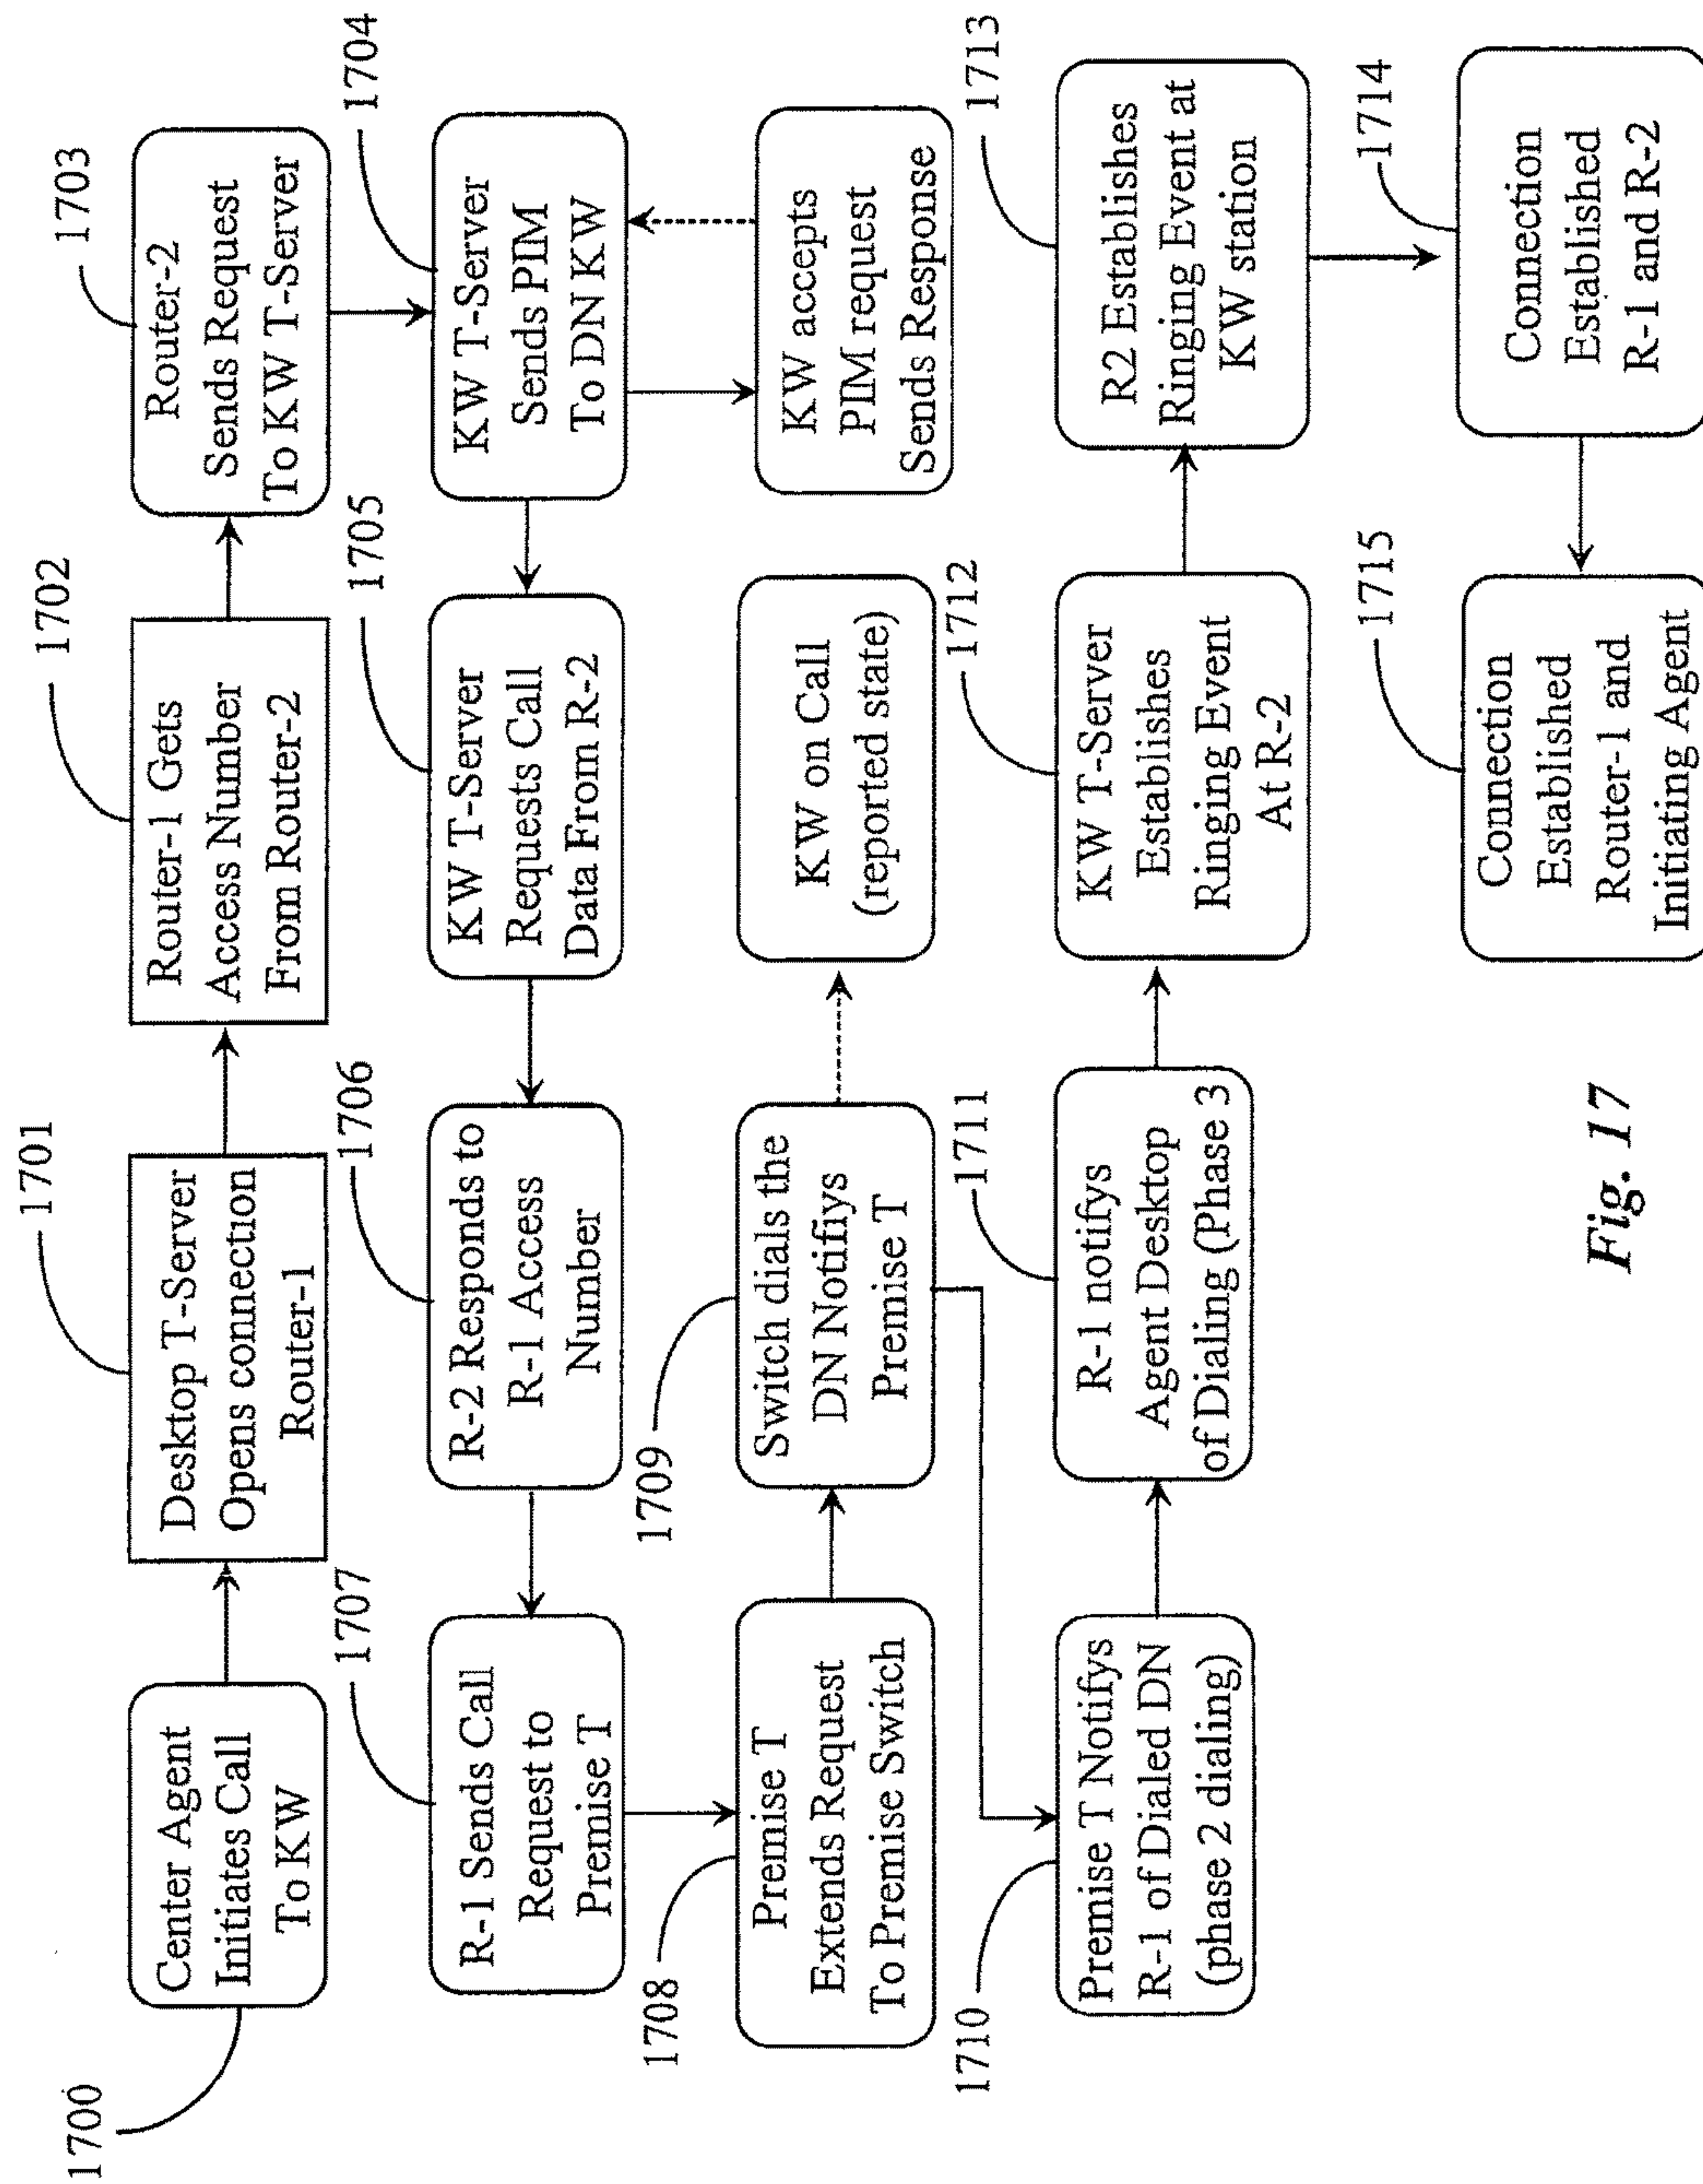 1700
Center Agent
Initiates Call
To KW
1701
Desktop T-Server
Opens connection
Router-1
1702
Router-1 Gets
Access Number
From Router-2
1703
Router-2
Sends Request
To KW T-Server
1704
KW T-Server
Sends PIM
To DN KW
KW accepts
PIM request
Sends Response
1705
KW T-Server
Requests Call
Data From R-2
1706
R-2 Responds to
R-1 Access
Number
1707
R-1 Sends Call
Request to
Premise T
1708
Premise T
Extends Request
To Premise Switch
1709
Switch dials the
DN Notifiys
Premise T
KW on Call
(reported state)
1710
Premise T Notifys
R-1 of Dialed DN
(phase 2 dialing)
1711
R-1 notifys
Agent Desktop
of Dialing (Phase 3
1712
KW T-Server
Establishes
Ringing Event
At R-2
1713
R2 Establishes
Ringing Event at
KW station
1714
Connection
Established
R-1 and R-2
1715
Connection
Established
Router-1 and
Initiating Agent
Fig. 17